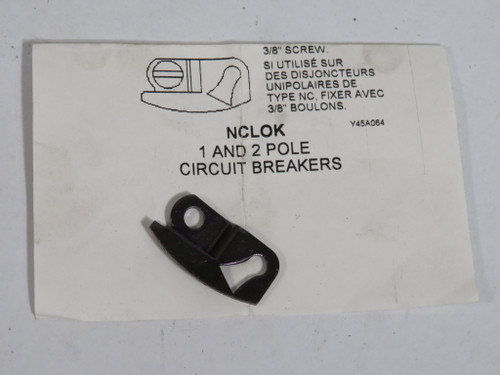 3/8" SCREW.
SI UTILISÉ SUR
DES DISJONCTEURS
UNIPOLAIRES DE
TYPE NC, FIXER AVEC
3/8" BOULONS.
Y45A064
NCLOK
1 AND 2 POLE
CIRCUIT BREAKERS